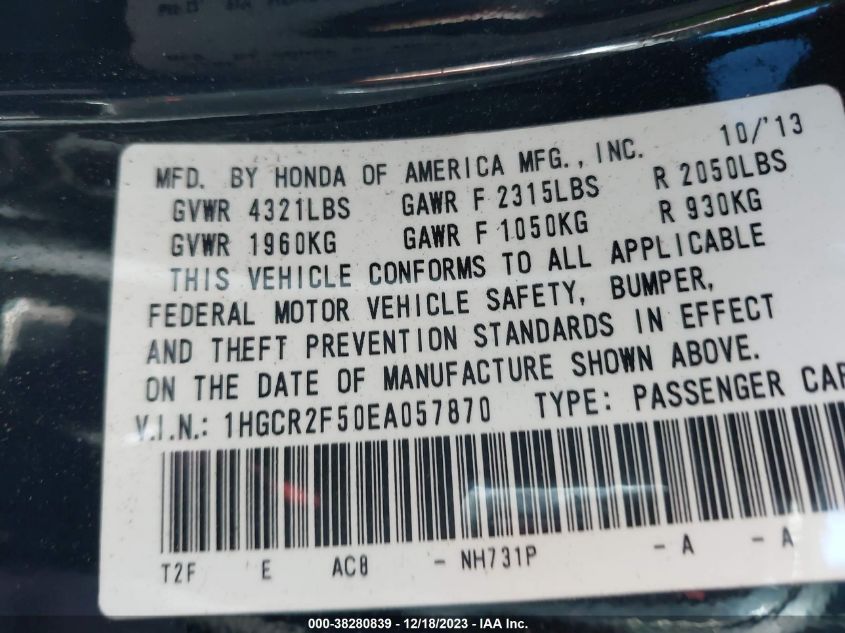 MFD. BY HONDA OF AMERICA MFG., INC. 10/'13
GVWR 4321LBS GAWR F 2315LBS R 2050LBS
GVWR 1960KG GAWR F 1050KG R 930KG
THIS VEHICLE CONFORMS TO ALL APPLICABLE
FEDERAL MOTOR VEHICLE SAFETY, BUMPER,
AND THEFT PREVENTION STANDARDS IN EFFECT
ON THE DATE OF MANUFACTURE SHOWN ABOVE.
V.I.N.: 1HGCR2F50EA057870 TYPE: PASSENGER CAR
T2F E AC8 - NH731P - A - A
000-38280839 - 12/18/2023 - IAA Inc.